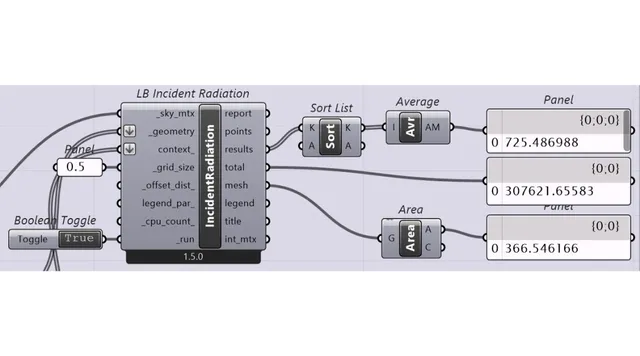 LB Incident Radiation
_sky_mtx
_geometry
context_
_grid_size
_offset_dist_
legend_par_
_cpu_count_
_run
IncidentRadiation
report
points
results
total
mesh
legend
title
int_mtx
1.5.0
Panel
0.5
Boolean Toggle
Toggle True
Sort List
K
A
Sort
K
A
Average
I
Avr
AM
Panel
{0;0;0}
0 725.486988
{0;0}
0 307621.65583
Area
G
Area
A
C
Panel
{0;0}
0 366.546166